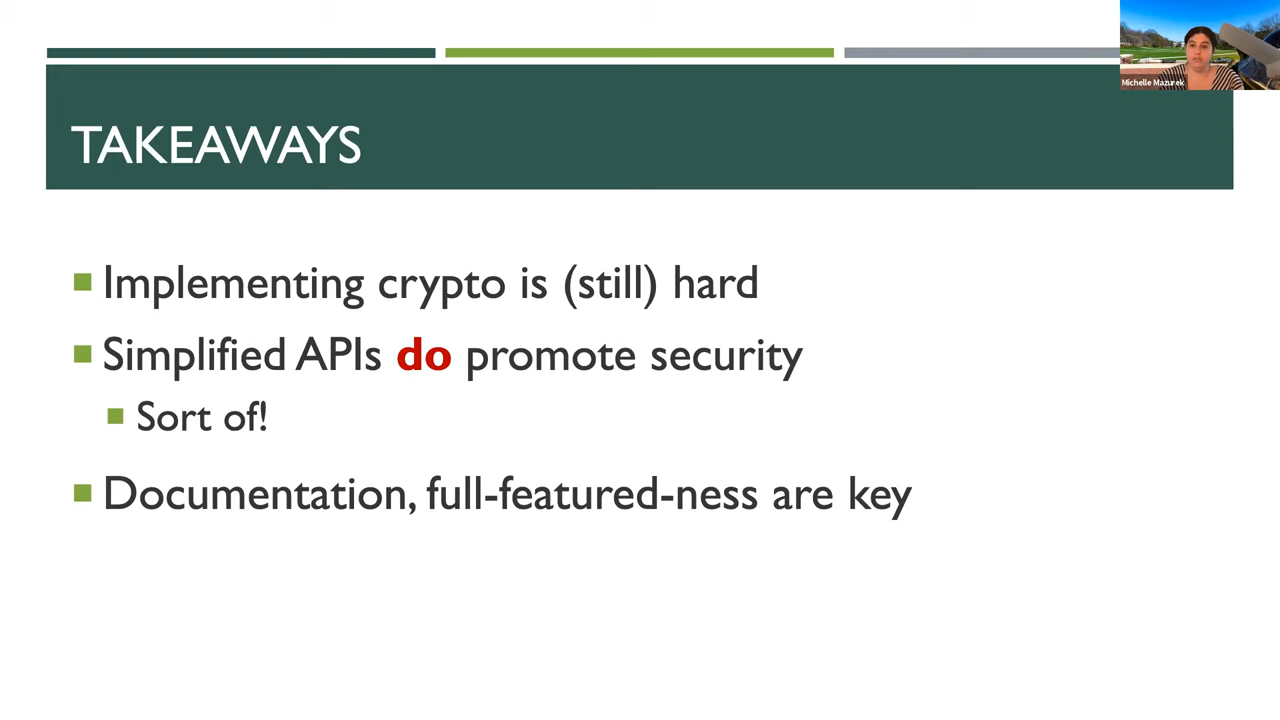 Michelle Mazurek
TAKEAWAYS
Implementing crypto is (still) hard
Simplified APIs do promote security
Sort of!
Documentation, full-featured-ness are key